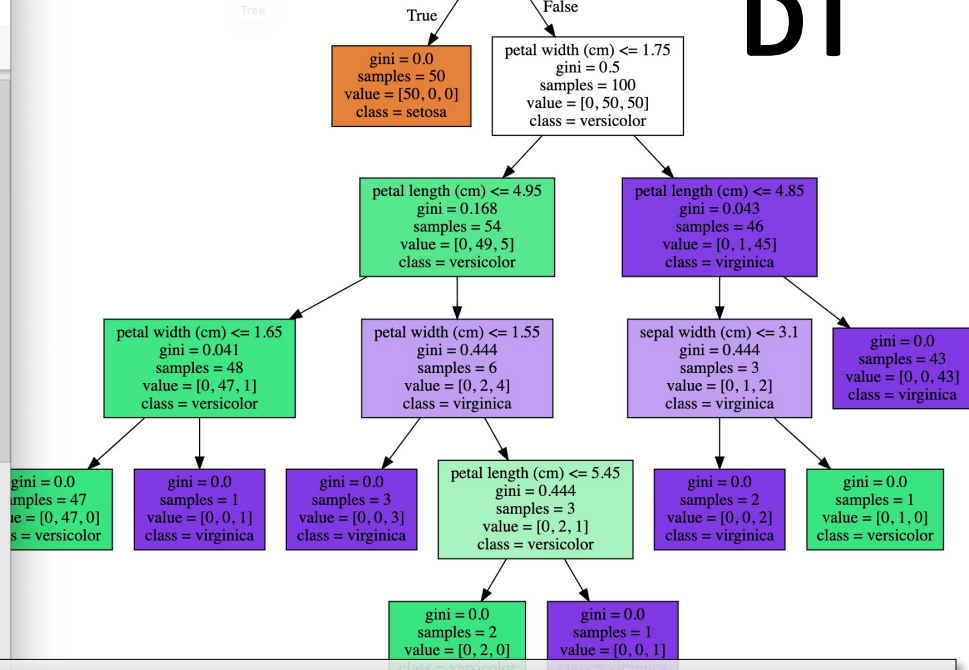 Tree
DT
True
False
gini = 0.0
samples = 50
value = [50, 0, 0]
class = setosa
petal width (cm) <= 1.75
gini = 0.5
samples = 100
value = [0, 50, 50]
class = versicolor
petal length (cm) <= 4.95
gini = 0.168
samples = 54
value = [0, 49, 5]
class = versicolor
petal length (cm) <= 4.85
gini = 0.043
samples = 46
value = [0, 1, 45]
class = virginica
petal width (cm) <= 1.65
gini = 0.041
samples = 48
value = [0, 47, 1]
class = versicolor
petal width (cm) <= 1.55
gini = 0.444
samples = 6
value = [0, 2, 4]
class = virginica
sepal width (cm) <= 3.1
gini = 0.444
samples = 3
value = [0, 1, 2]
class = virginica
gini = 0.0
samples = 43
value = [0, 0, 43]
class = virginica
gini = 0.0
mples = 47
ue = [0, 47, 0]
s = versicolor
gini = 0.0
samples = 1
value = [0, 0, 1]
class = virginica
gini = 0.0
samples = 3
value = [0, 0, 3]
class = virginica
petal length (cm) <= 5.45
gini = 0.444
samples = 3
value = [0, 2, 1]
class = versicolor
gini = 0.0
samples = 2
value = [0, 0, 2]
class = virginica
gini = 0.0
samples = 1
value = [0, 1, 0]
class = versicolor
gini = 0.0
samples = 2
value = [0, 2, 0]
class = versicolor
gini = 0.0
samples = 1
value = [0, 0, 1]
class = virginica